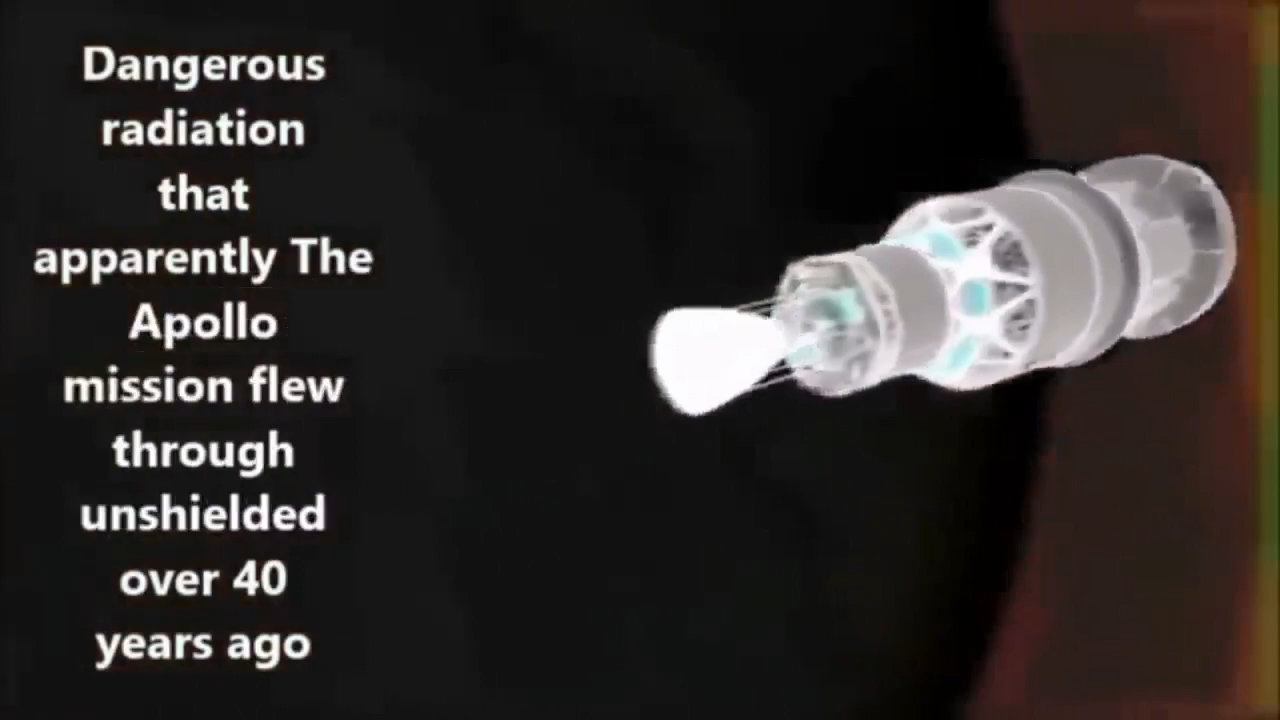 Dangerous
radiation
that
apparently The
Apollo
mission flew
through
unshielded
over 40
years ago